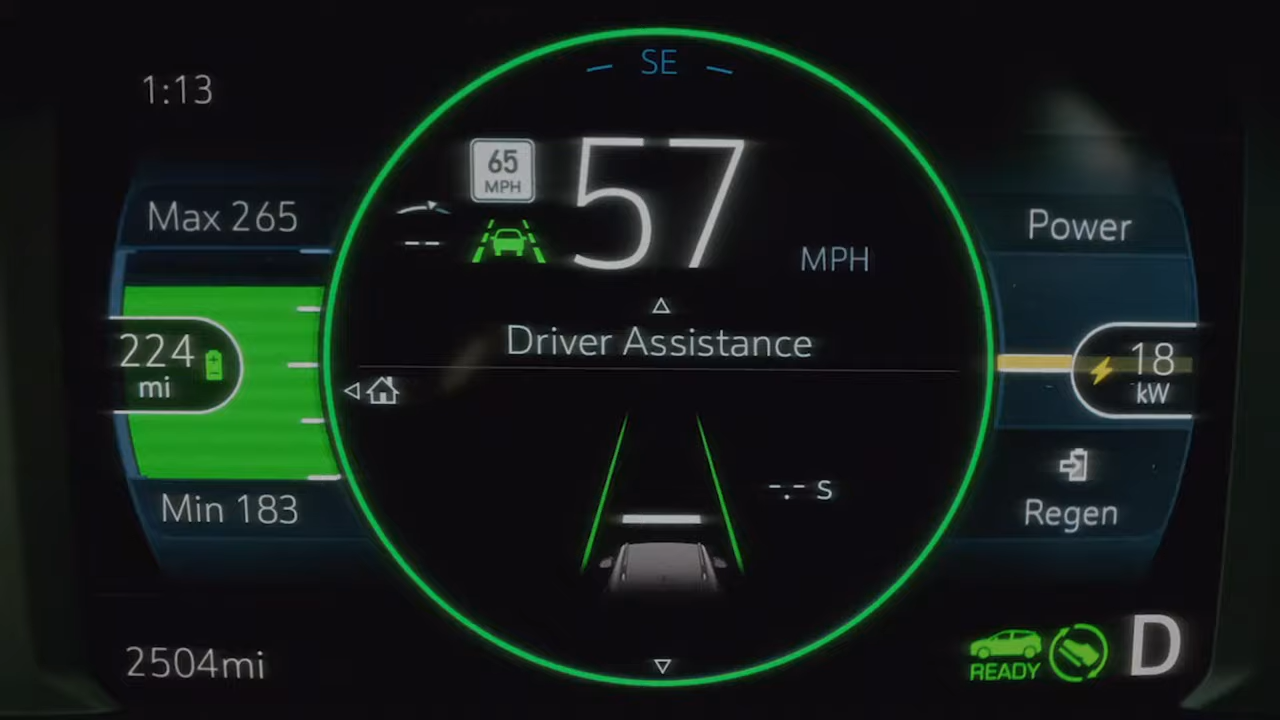 SE
1:13
65
MPH
57
MPH
Max 265
Power
224
mi
Driver Assistance
18
kW
--
-.- s
Min 183
Regen
2504mi
READY
D